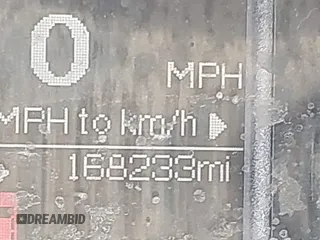 0
MPH
MPH to km/h
168233mi
DREAMBID